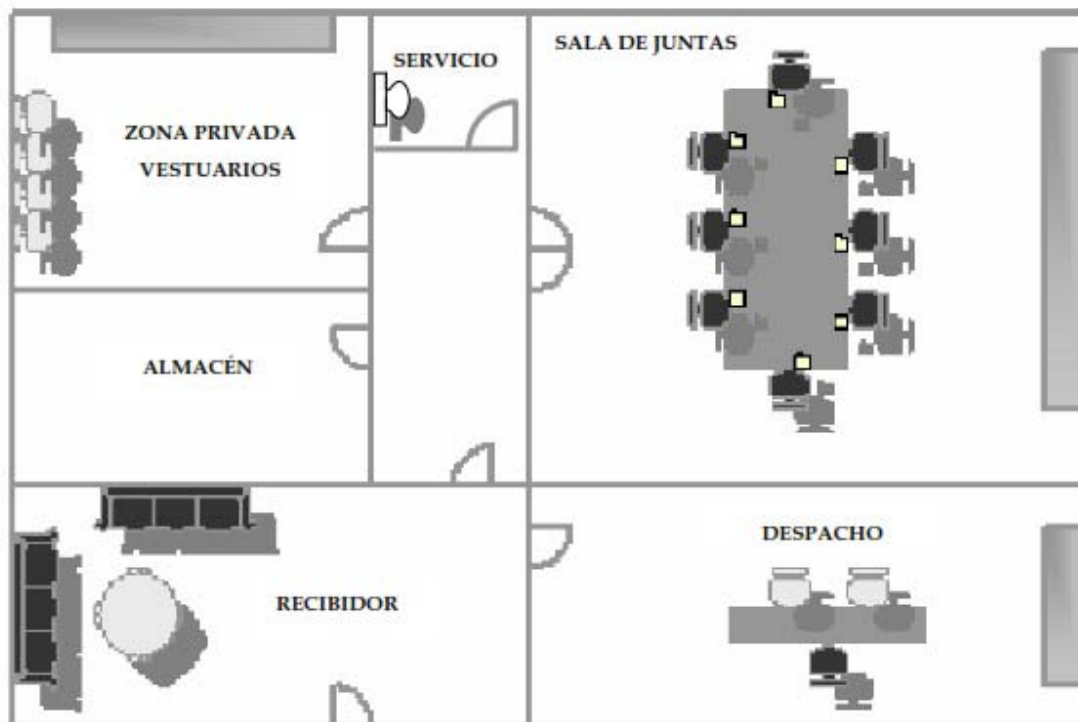 SALA DE JUNTAS
SERVICIO
ZONA PRIVADA
VESTUARIOS
ALMACÉN
DESPACHO
RECIBIDOR